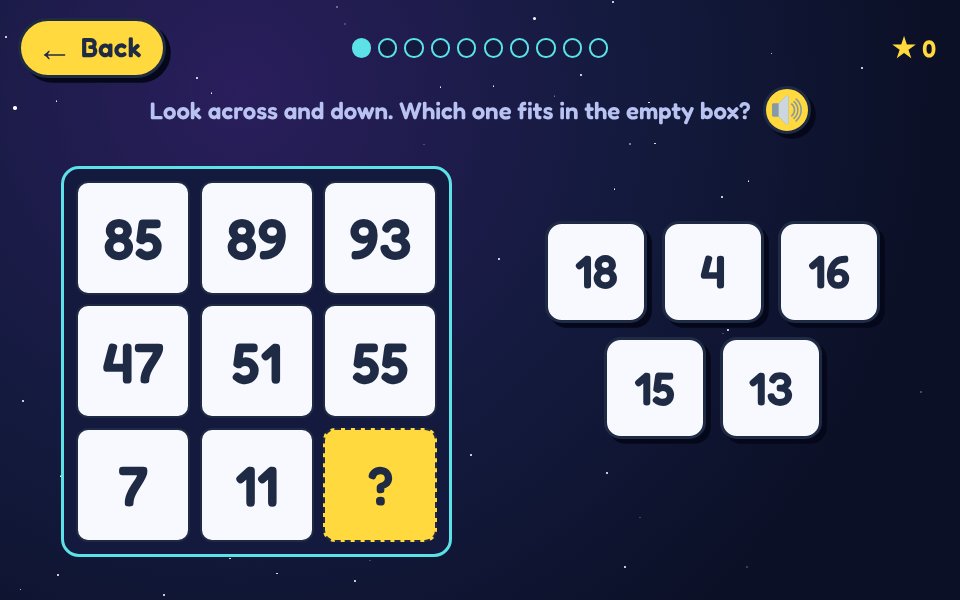 ← Back
★ 0
Look across and down. Which one fits in the empty box?
85 89 93
47 51 55
7 11 ?
18 4 16
15 13